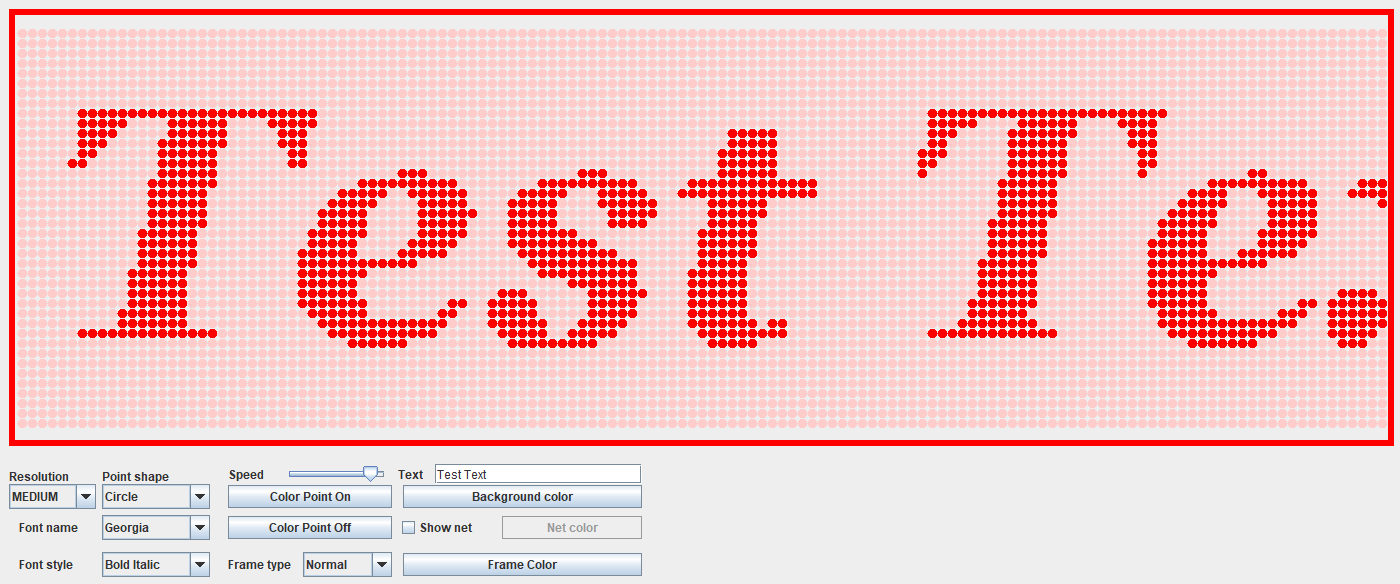 Test Te
Speed Text Test Text
Resolution Point shape
MEDIUM Circle Color Point On Background color
Font name Georgia Color Point Off Show net Net color
Font style Bold Italic Frame type Normal Frame Color